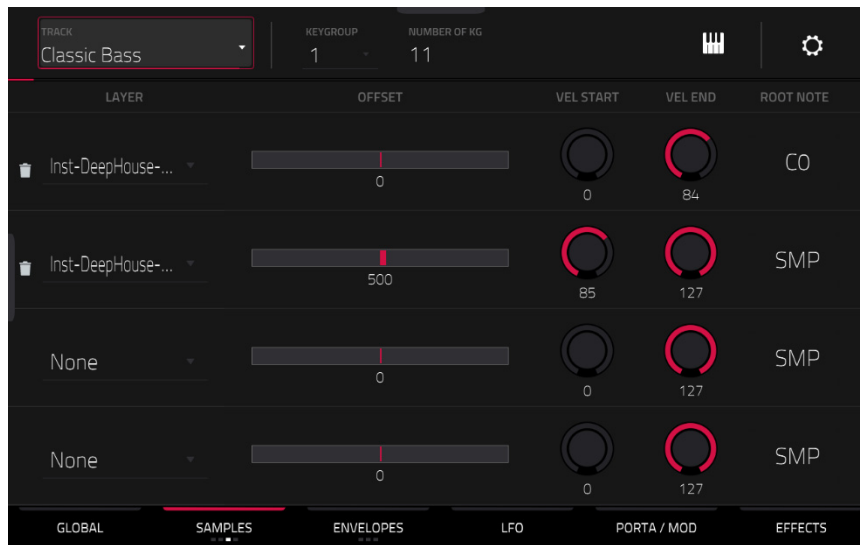 TRACK
Classic Bass
KEYGROUP
1
NUMBER OF KG
11
LAYER OFFSET VEL START VEL END ROOT NOTE
Inst-DeepHouse-... 0 0 84 C0
Inst-DeepHouse-... 500 85 127 SMP
None 0 0 127 SMP
None 0 0 127 SMP
GLOBAL SAMPLES ENVELOPES LFO PORTA / MOD EFFECTS